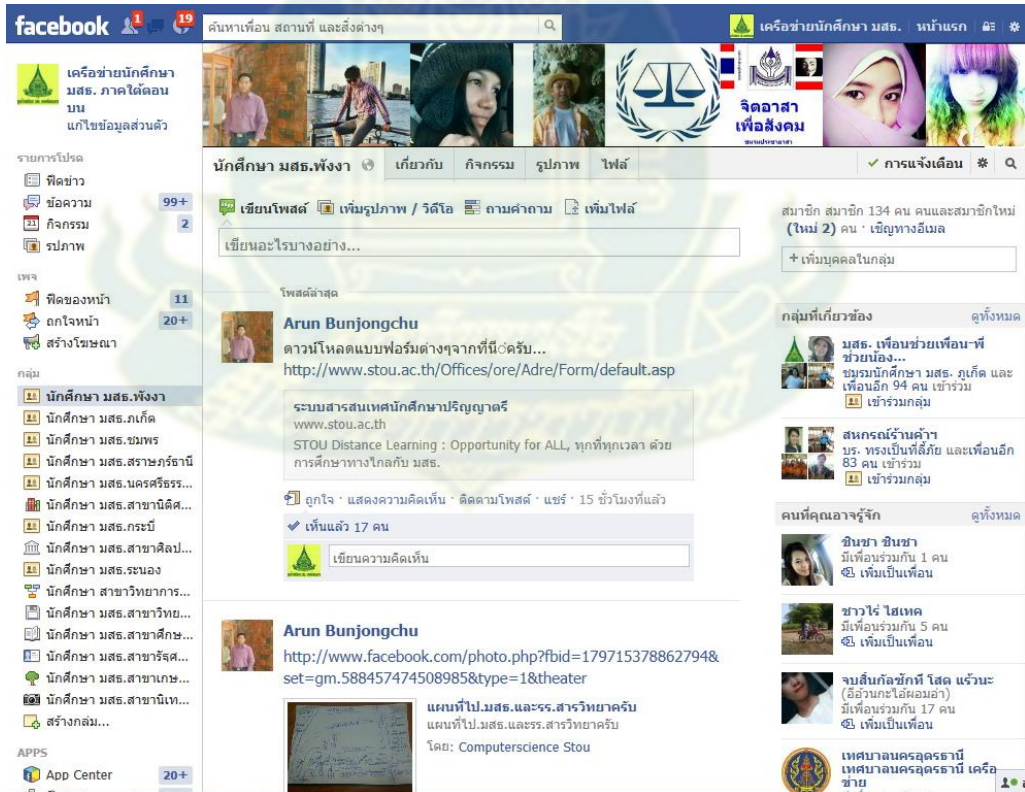 facebook
1
19
ค้นหาเพื่อน สถานที่ และสิ่งต่างๆ
เครือข่ายนักศึกษา มสธ.
หน้าแรก
เครือข่ายนักศึกษา
มสธ. ภาคใต้ตอน
บน
แก้ไขข้อมูลส่วนตัว
รายการโปรด
ฟีดข่าว
ข้อความ 99+
กิจกรรม 2
รูปภาพ
เพจ
ฟีดของหน้า 11
ถูกใจหน้า 20+
สร้างโฆษณา
กลุ่ม
นักศึกษา มสธ.พังงา
นักศึกษา มสธ.ภูเก็ต
นักศึกษา มสธ.ชุมพร
นักศึกษา มสธ.สุราษฎร์ธานี
นักศึกษา มสธ.นครศรีธรร...
นักศึกษา มสธ.สาขานิติศ...
นักศึกษา มสธ.กระบี่
นักศึกษา มสธ.สาขาศิลป...
นักศึกษา มสธ.ระนอง
นักศึกษา สาขาวิทยาการ...
นักศึกษา มสธ.สาขาวิทย...
นักศึกษา มสธ.สาขาศึกษ...
นักศึกษา มสธ.สาขารัฐศ...
นักศึกษา มสธ.สาขาเกษ...
นักศึกษา มสธ.สาขานิเท...
สร้างกลุ่ม...
APPS
App Center 20+
จิตอาสา
เพื่อสังคม
นักศึกษา มสธ.พังงา
เกี่ยวกับ
กิจกรรม
รูปภาพ
ไฟล์
✓ การแจ้งเตือน
เขียนโพสต์
เพิ่มรูปภาพ / วิดีโอ
ถามคำถาม
เพิ่มไฟล์
เขียนอะไรบางอย่าง...
โพสต์ล่าสุด
Arun Bunjongchu
ดาวน์โหลดแบบฟอร์มต่างๆจากที่นี่่ครับ...
http://www.stou.ac.th/Offices/ore/Adre/Form/default.asp
ระบบสารสนเทศนักศึกษาปริญญาตรี
www.stou.ac.th
STOU Distance Learning : Opportunity for ALL, ทุกที่ทุกเวลา ด้วย
การศึกษาทางไกลกับ มสธ.
ถูกใจ · แสดงความคิดเห็น · ติดตามโพสต์ · แชร์ · 15 ชั่วโมงที่แล้ว
เห็นแล้ว 17 คน
เขียนความคิดเห็น
Arun Bunjongchu
http://www.facebook.com/photo.php?fbid=179715378862794&
set=gm.588457474508985&type=1&theater
แผนที่ไป.มสธ.และรร.สารวิทยาครับ
แผนที่ไป.มสธ.และรร.สารวิทยาครับ
โดย: Computerscience Stou
สมาชิก สมาชิก 134 คน คนและสมาชิกใหม่
(ใหม่ 2) คน · เชิญทางอีเมล
+ เพิ่มบุคคลในกลุ่ม
กลุ่มที่เกี่ยวข้อง ดูทั้งหมด
มสธ. เพื่อนช่วยเพื่อน-พี่
ช่วยน้อง...
ชมรมนักศึกษา มสธ. ภูเก็ต และ
เพื่อนอีก 94 คน เข้าร่วม
เข้าร่วมกลุ่ม
สหกรณ์ร้านค้าฯ
บร. ทรงเป็นที่ลี้ภัย และเพื่อนอีก
83 คน เข้าร่วม
เข้าร่วมกลุ่ม
คนที่คุณอาจรู้จัก ดูทั้งหมด
ชินชา ชินชา
มีเพื่อนร่วมกัน 1 คน
เพิ่มเป็นเพื่อน
ชาวไร่ ไฮเทค
มีเพื่อนร่วมกัน 5 คน
เพิ่มเป็นเพื่อน
จบสิ้นกัลชักที โสด แร้วนะ
(อีอ้วนกะไอ้ผอมอ่า)
มีเพื่อนร่วมกัน 17 คน
เพิ่มเป็นเพื่อน
เทศบาลนครอุดรธานี
เทศบาลนครอุดรธานี เครือ
ข่าย